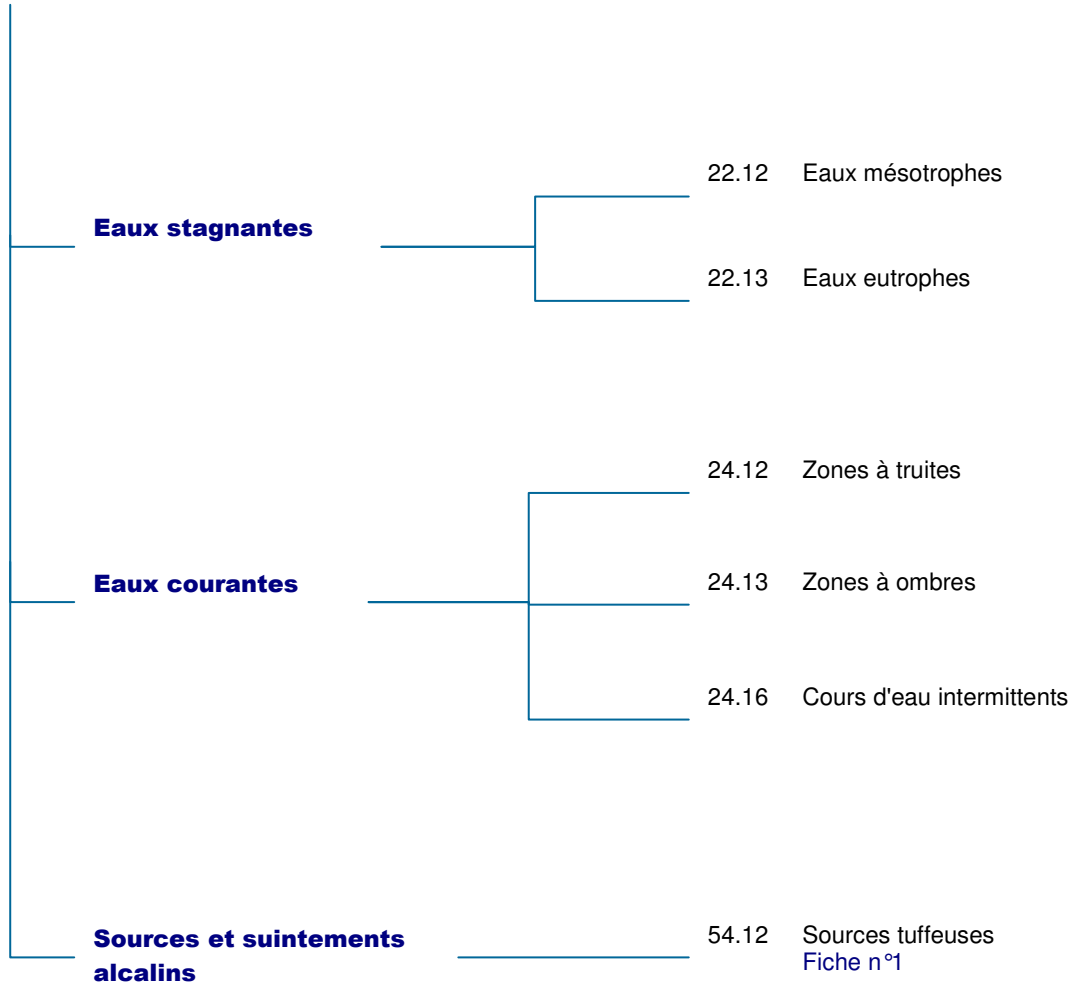 22.12 Eaux mésotrophes
Eaux stagnantes
22.13 Eaux eutrophes
24.12 Zones à truites
Eaux courantes
24.13 Zones à ombres
24.16 Cours d'eau intermittents
Sources et suintements
alcalins
54.12 Sources tuffeuses
Fiche n°1